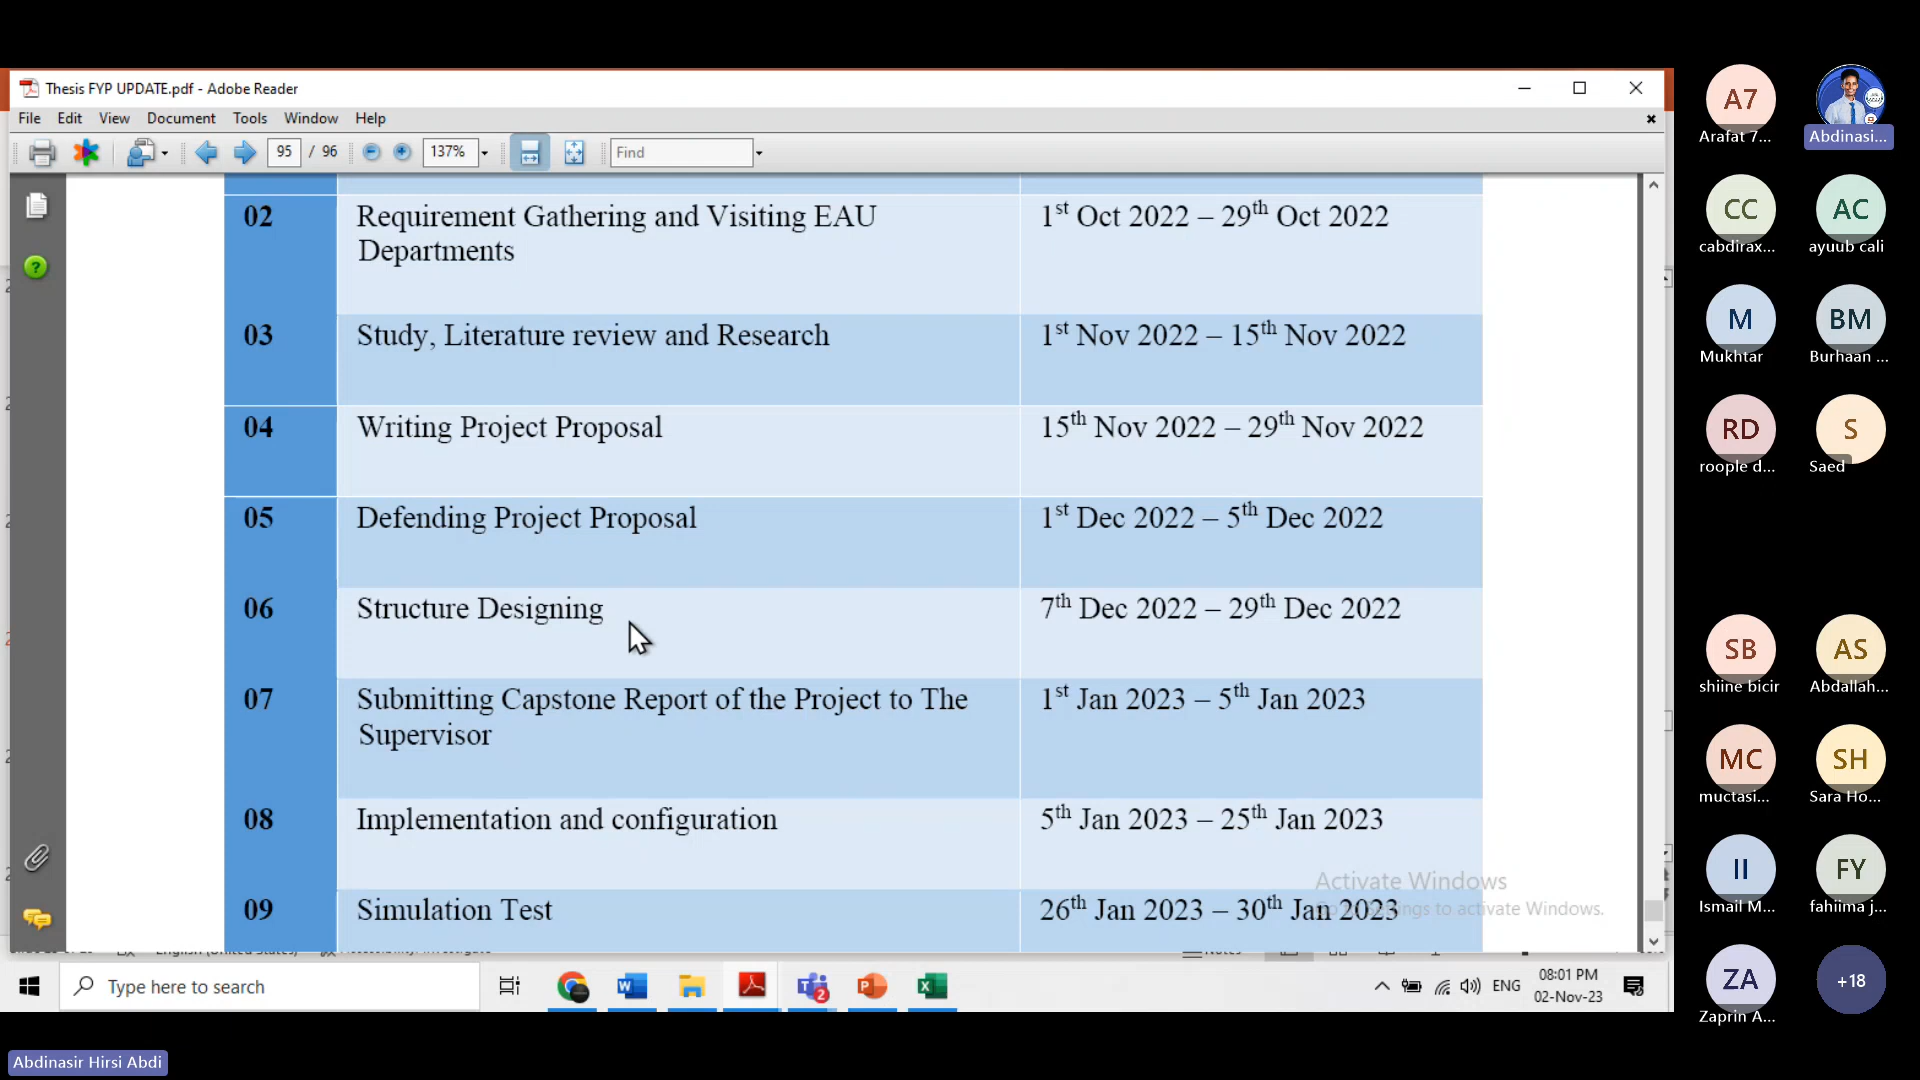 Thesis FYP UPDATE.pdf - Adobe Reader
File Edit View Document Tools Window Help
95 / 96 137% Find
02 Requirement Gathering and Visiting EAU 1st Oct 2022 – 29th Oct 2022
Departments
03 Study, Literature review and Research 1st Nov 2022 – 15th Nov 2022
04 Writing Project Proposal 15th Nov 2022 – 29th Nov 2022
05 Defending Project Proposal 1st Dec 2022 – 5th Dec 2022
06 Structure Designing 7th Dec 2022 – 29th Dec 2022
07 Submitting Capstone Report of the Project to The 1st Jan 2023 – 5th Jan 2023
Supervisor
08 Implementation and configuration 5th Jan 2023 – 25th Jan 2023
Activate Windows
09 Simulation Test 26th Jan 2023 – 30th Jan 2023
Go to Settings to activate Windows.
Type here to search
2
ENG
08:01 PM
02-Nov-23
Abdinasir Hirsi Abdi
A7
Arafat 7... Abdinasi...
CC AC
cabdirax... ayuub cali
M BM
Mukhtar Burhaan ...
RD S
roople d... Saed
SB AS
shiine bicir Abdallah...
MC SH
muctasi... Sara Ho...
II FY
Ismail M... fahiima j...
ZA +18
Zaprin A...